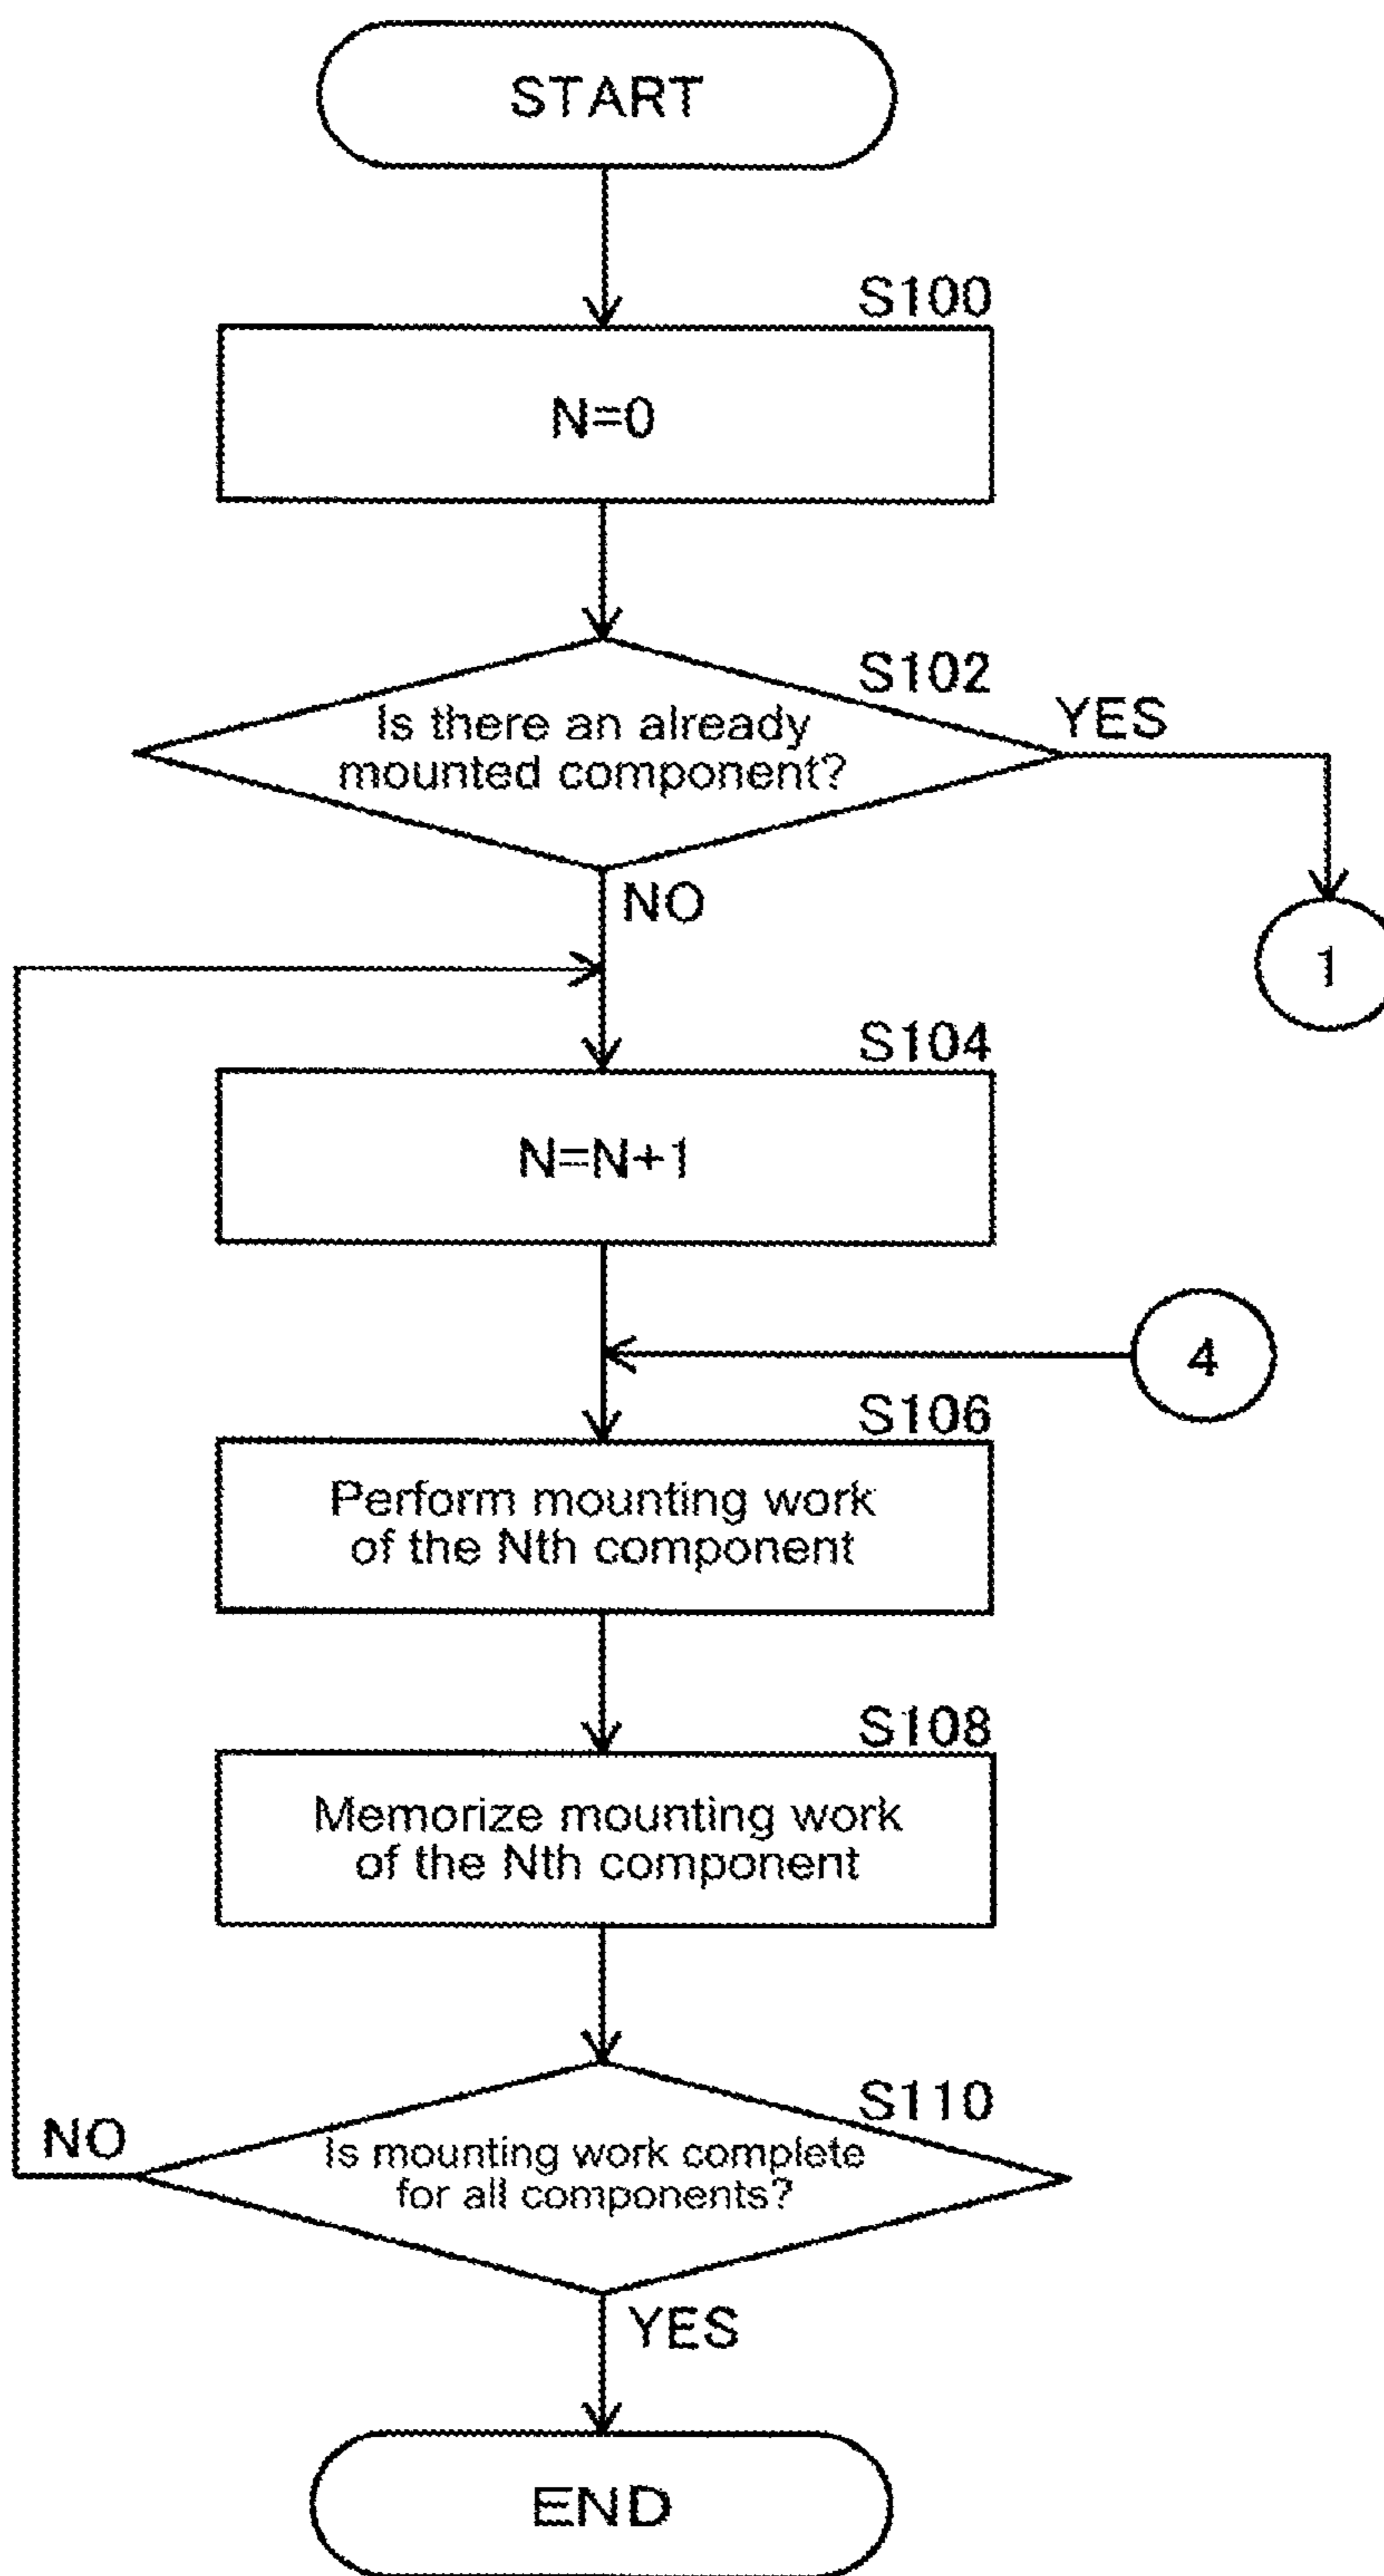 START
S100
N=0
S102
Is there an already
mounted component?
YES
NO
1
S104
N=N+1
4
S106
Perform mounting work
of the Nth component
S108
Memorize mounting work
of the Nth component
S110
NO
Is mounting work complete
for all components?
YES
END